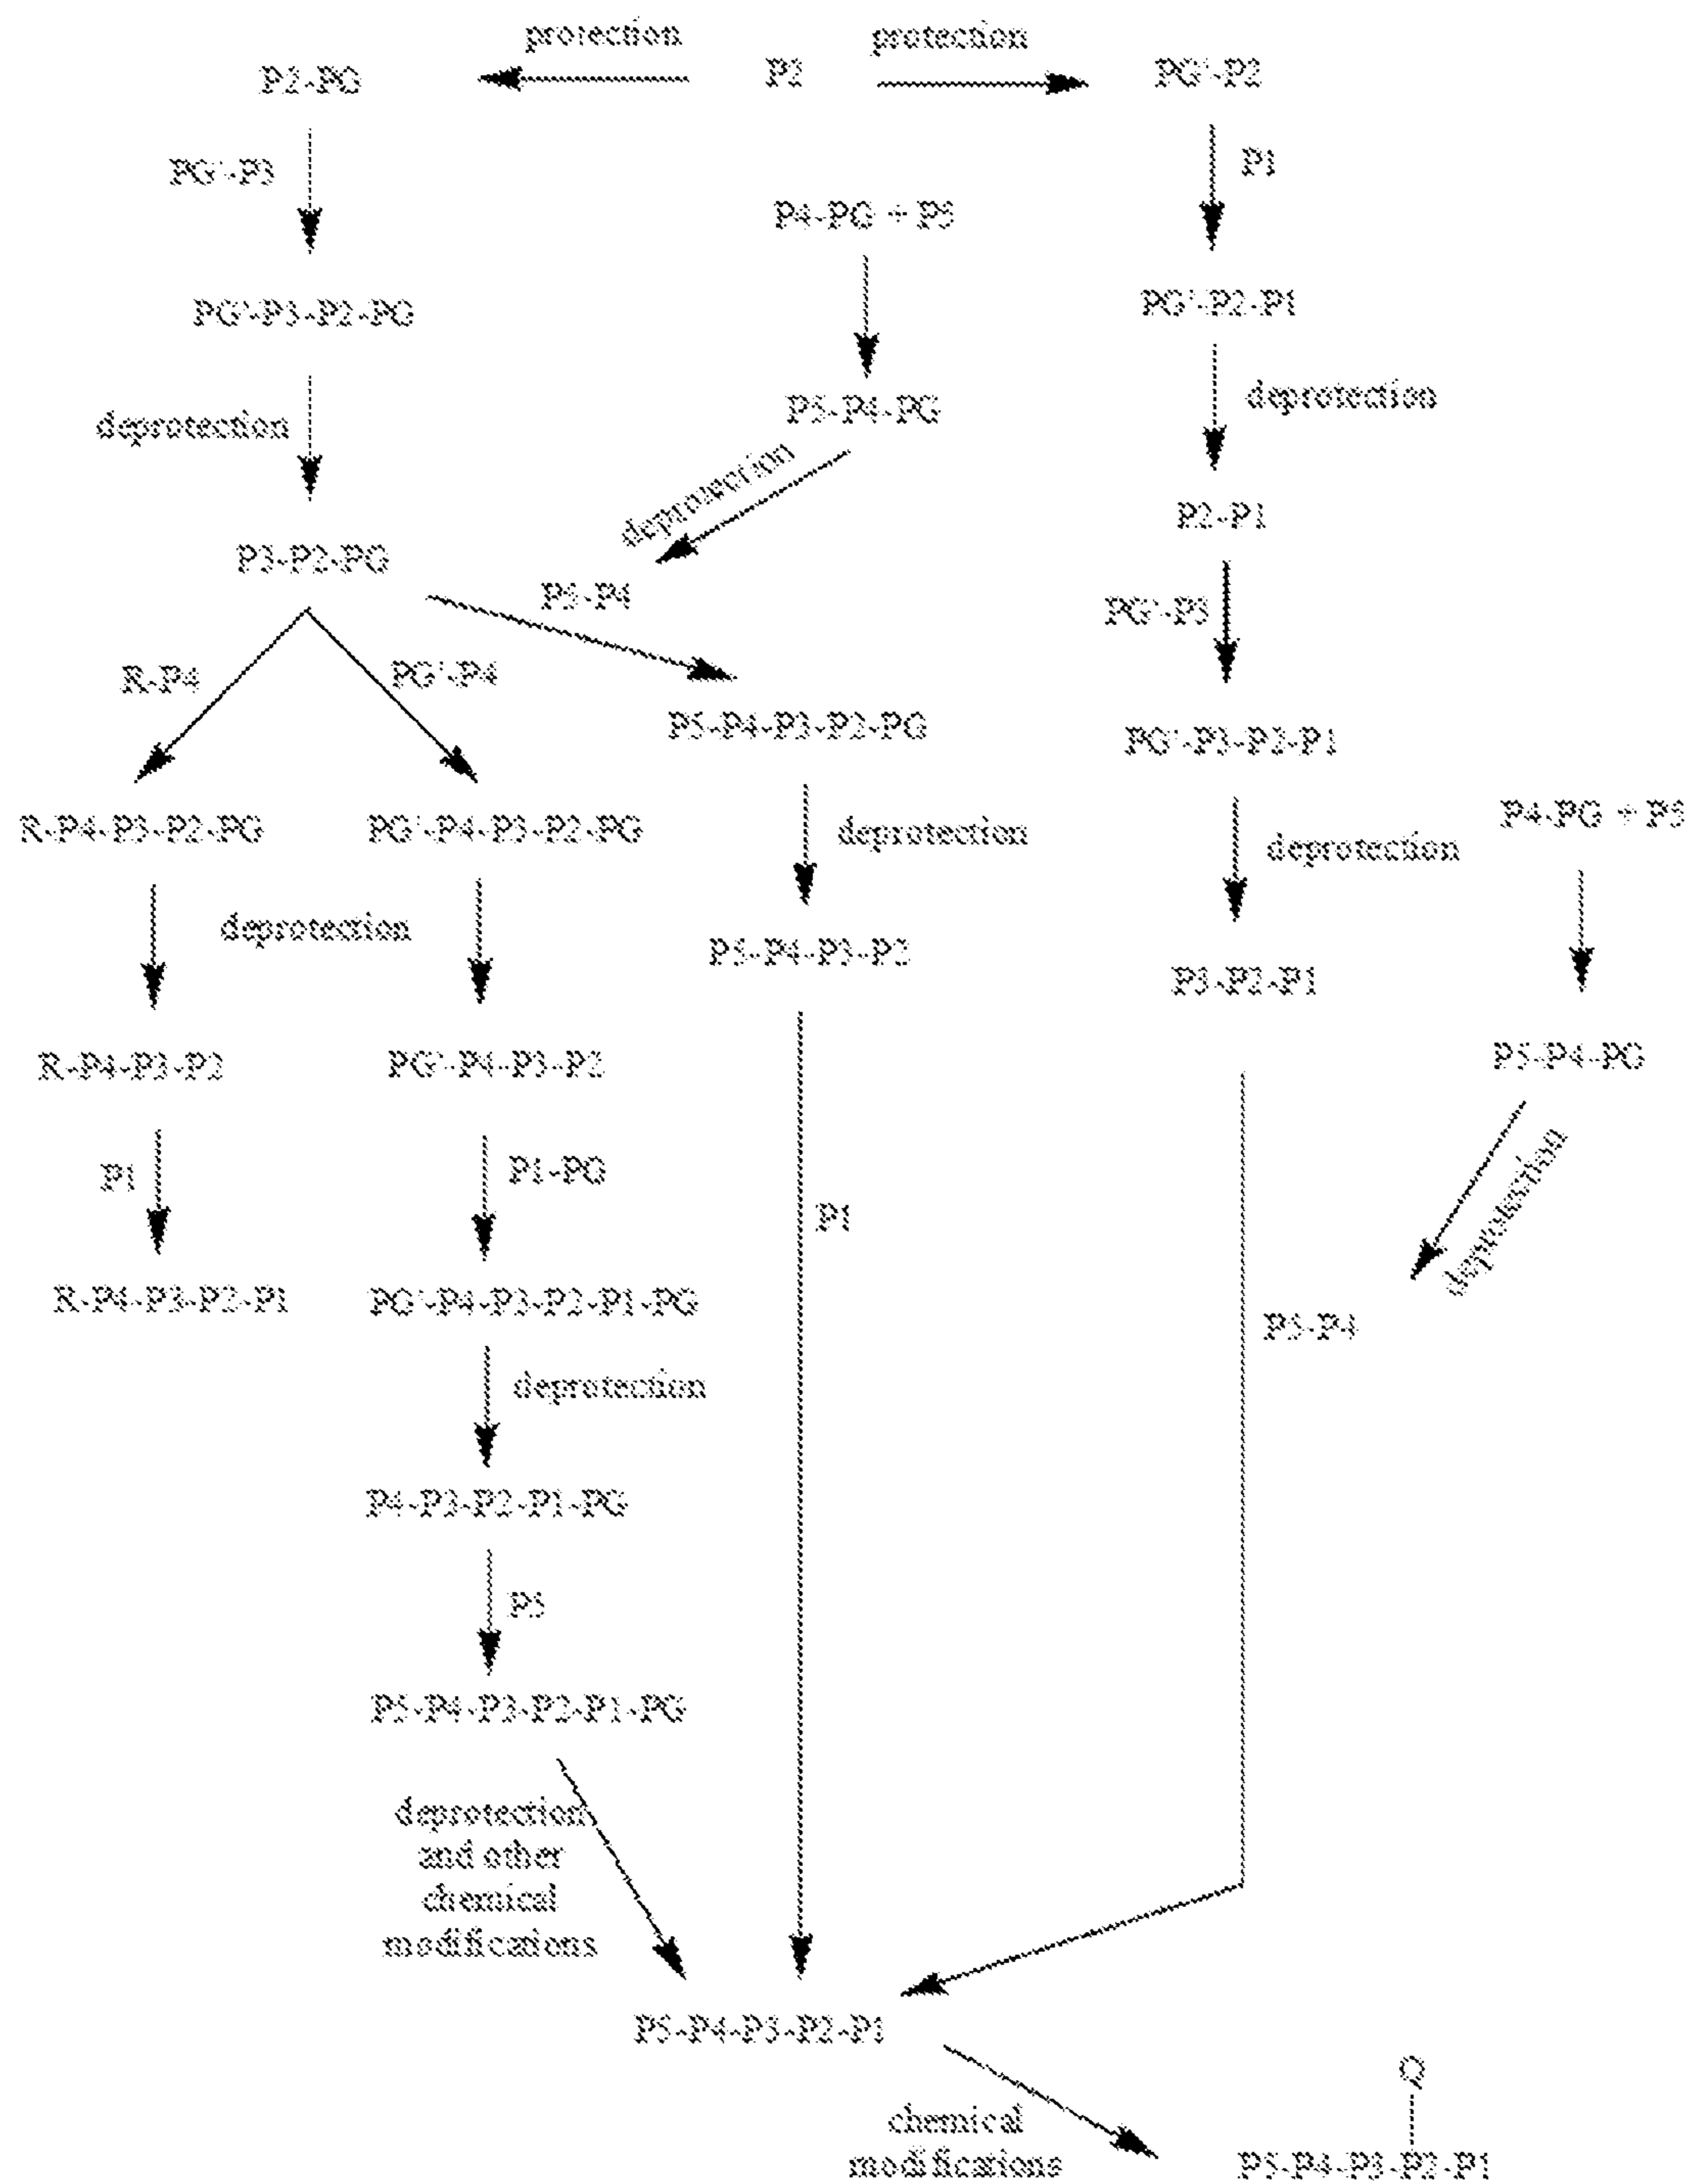 protection
protection
P2-PG
P2
PG'-P2
PG'-P3
P1
P4-PG + P5
PG'-P3-P2-PG
PG'-P2-P1
deprotection
P5-P4-PG
deprotection
deprotection
P2-P1
P3-P2-PG
P5-P4
PG'-P3
R-P4
PG'-P4
P5-P4-P3-P2-PG
PG'-P3-P2-P1
R-P4-P3-P2-PG
PG'-P4-P3-P2-PG
deprotection
deprotection
P4-PG + P5
deprotection
P5-P4-P3-P2
P3-P2-P1
R-P4-P3-P2
PG'-P4-P3-P2
P5-P4-PG
P1
P1-PG
P1
deprotection
R-P4-P3-P2-P1
PG'-P4-P3-P2-P1-PG
P5-P4
deprotection
P4-P3-P2-P1-PG
P5
P5-P4-P3-P2-P1-PG
deprotection
and other
chemical
modifications
P5-P4-P3-P2-P1
Q
chemical
modifications
P5-P4-P3-P2-P1